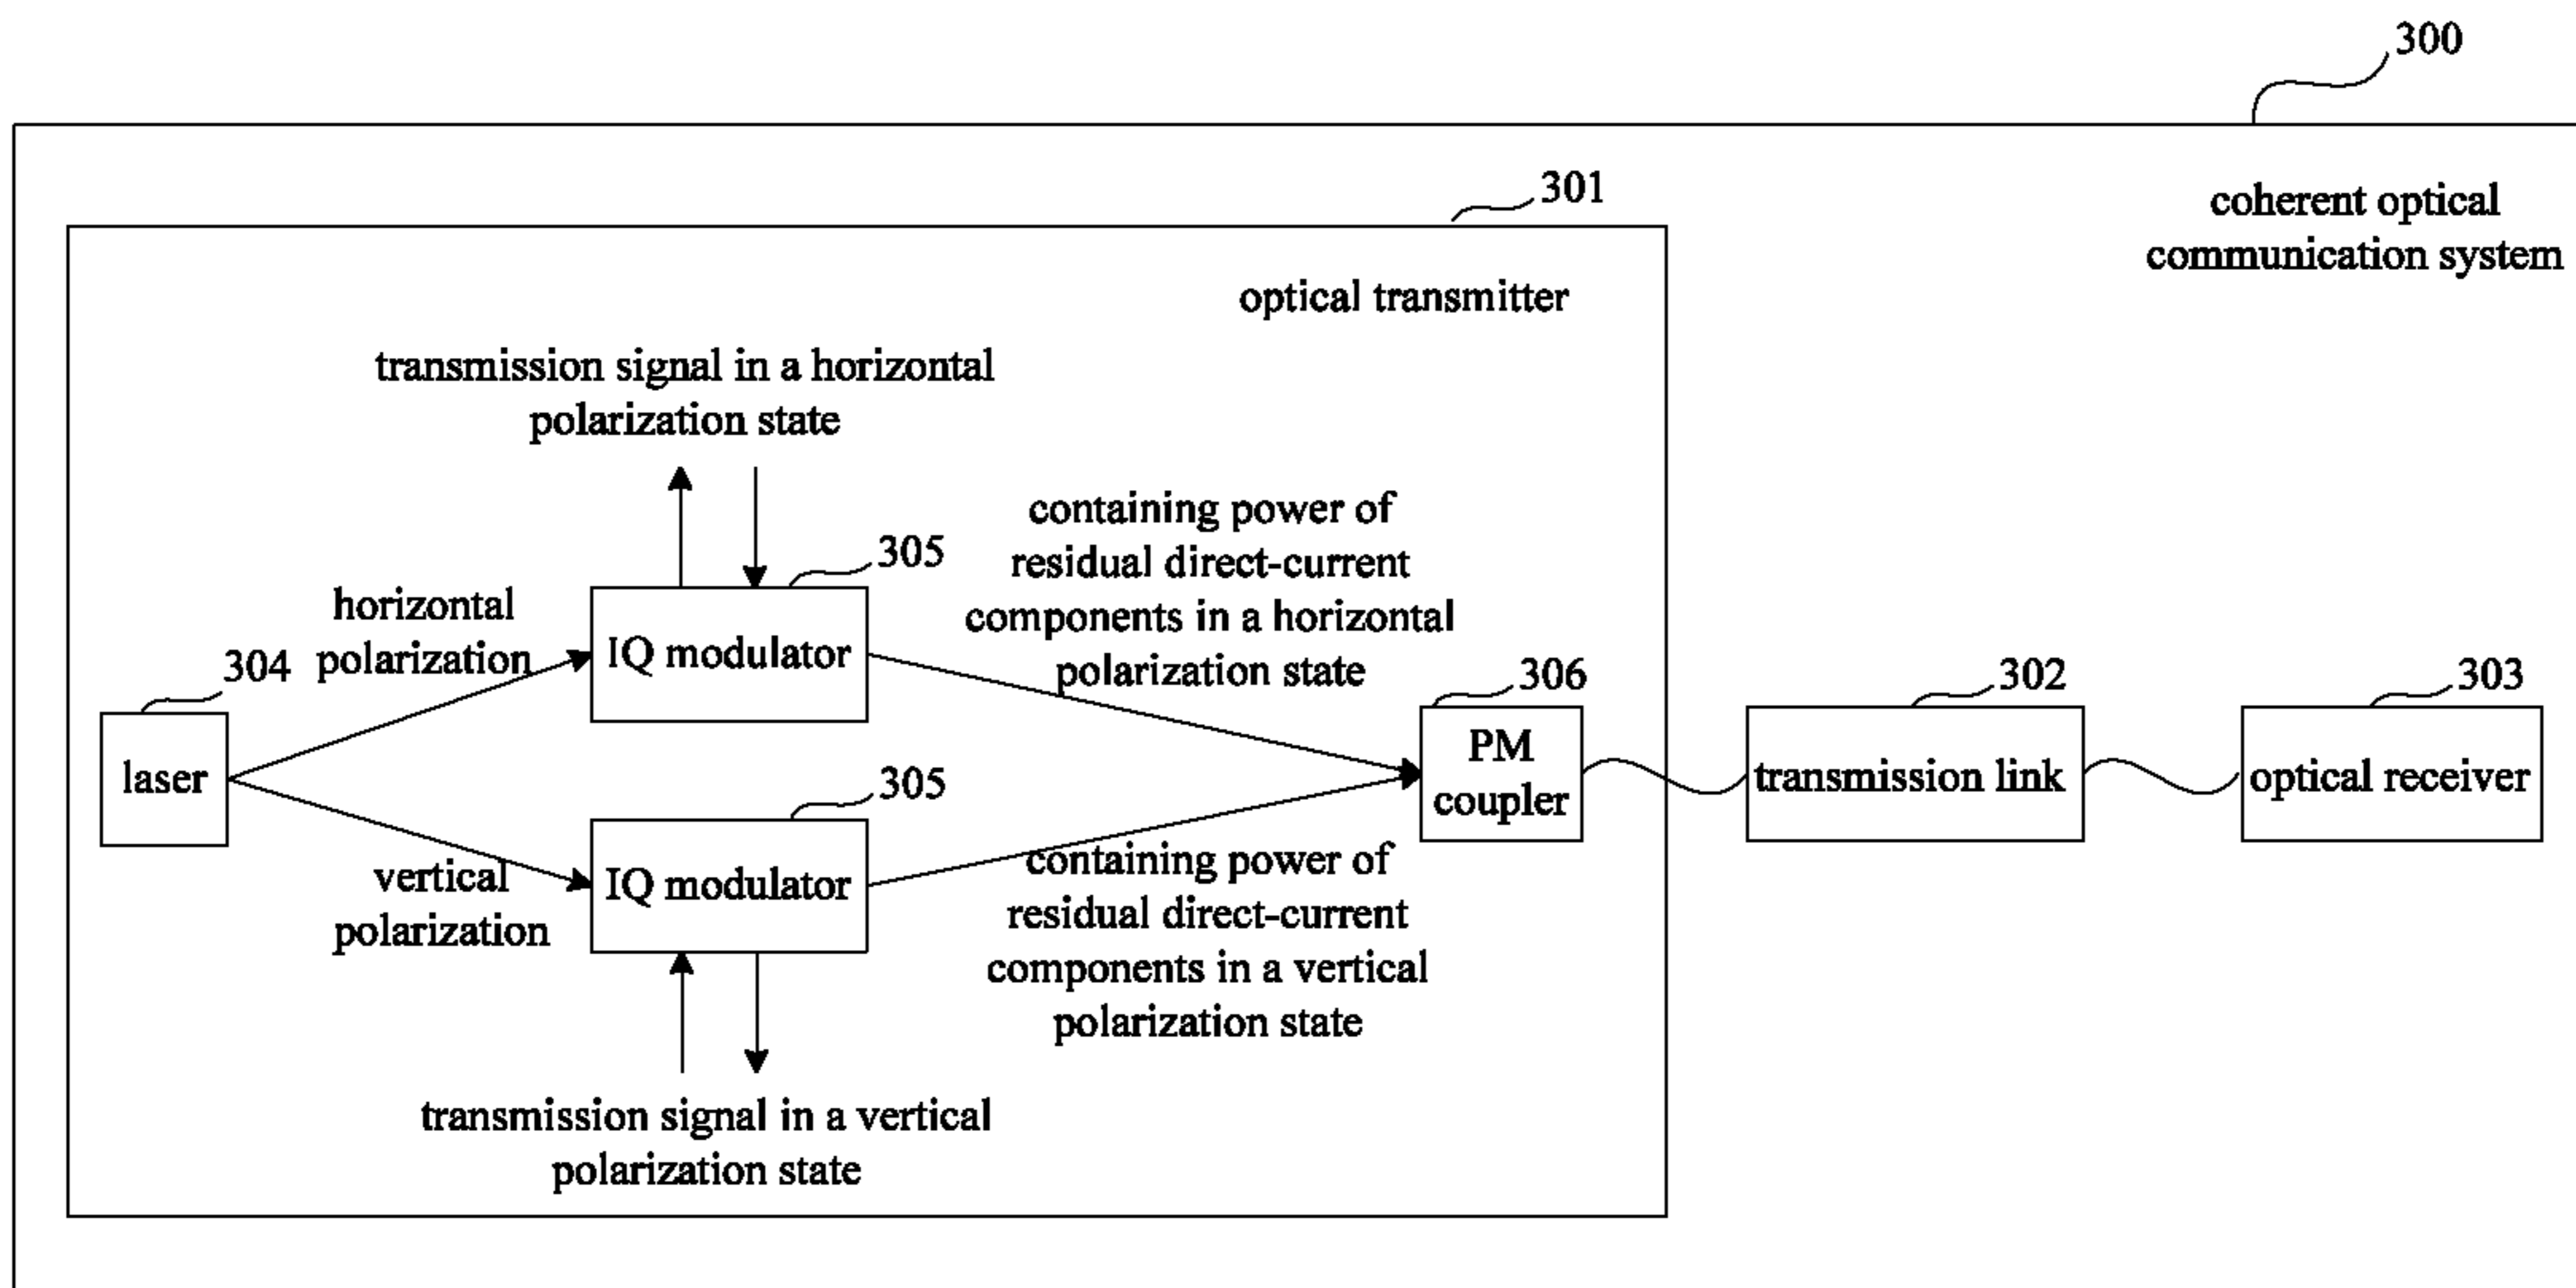 300
coherent optical
communication system
301
optical transmitter
transmission signal in a horizontal
polarization state
containing power of
residual direct-current
components in a horizontal
polarization state
305
horizontal
polarization
304
IQ modulator
laser
306
PM
coupler
302
transmission link
303
optical receiver
305
IQ modulator
vertical
polarization
containing power of
residual direct-current
components in a vertical
polarization state
transmission signal in a vertical
polarization state